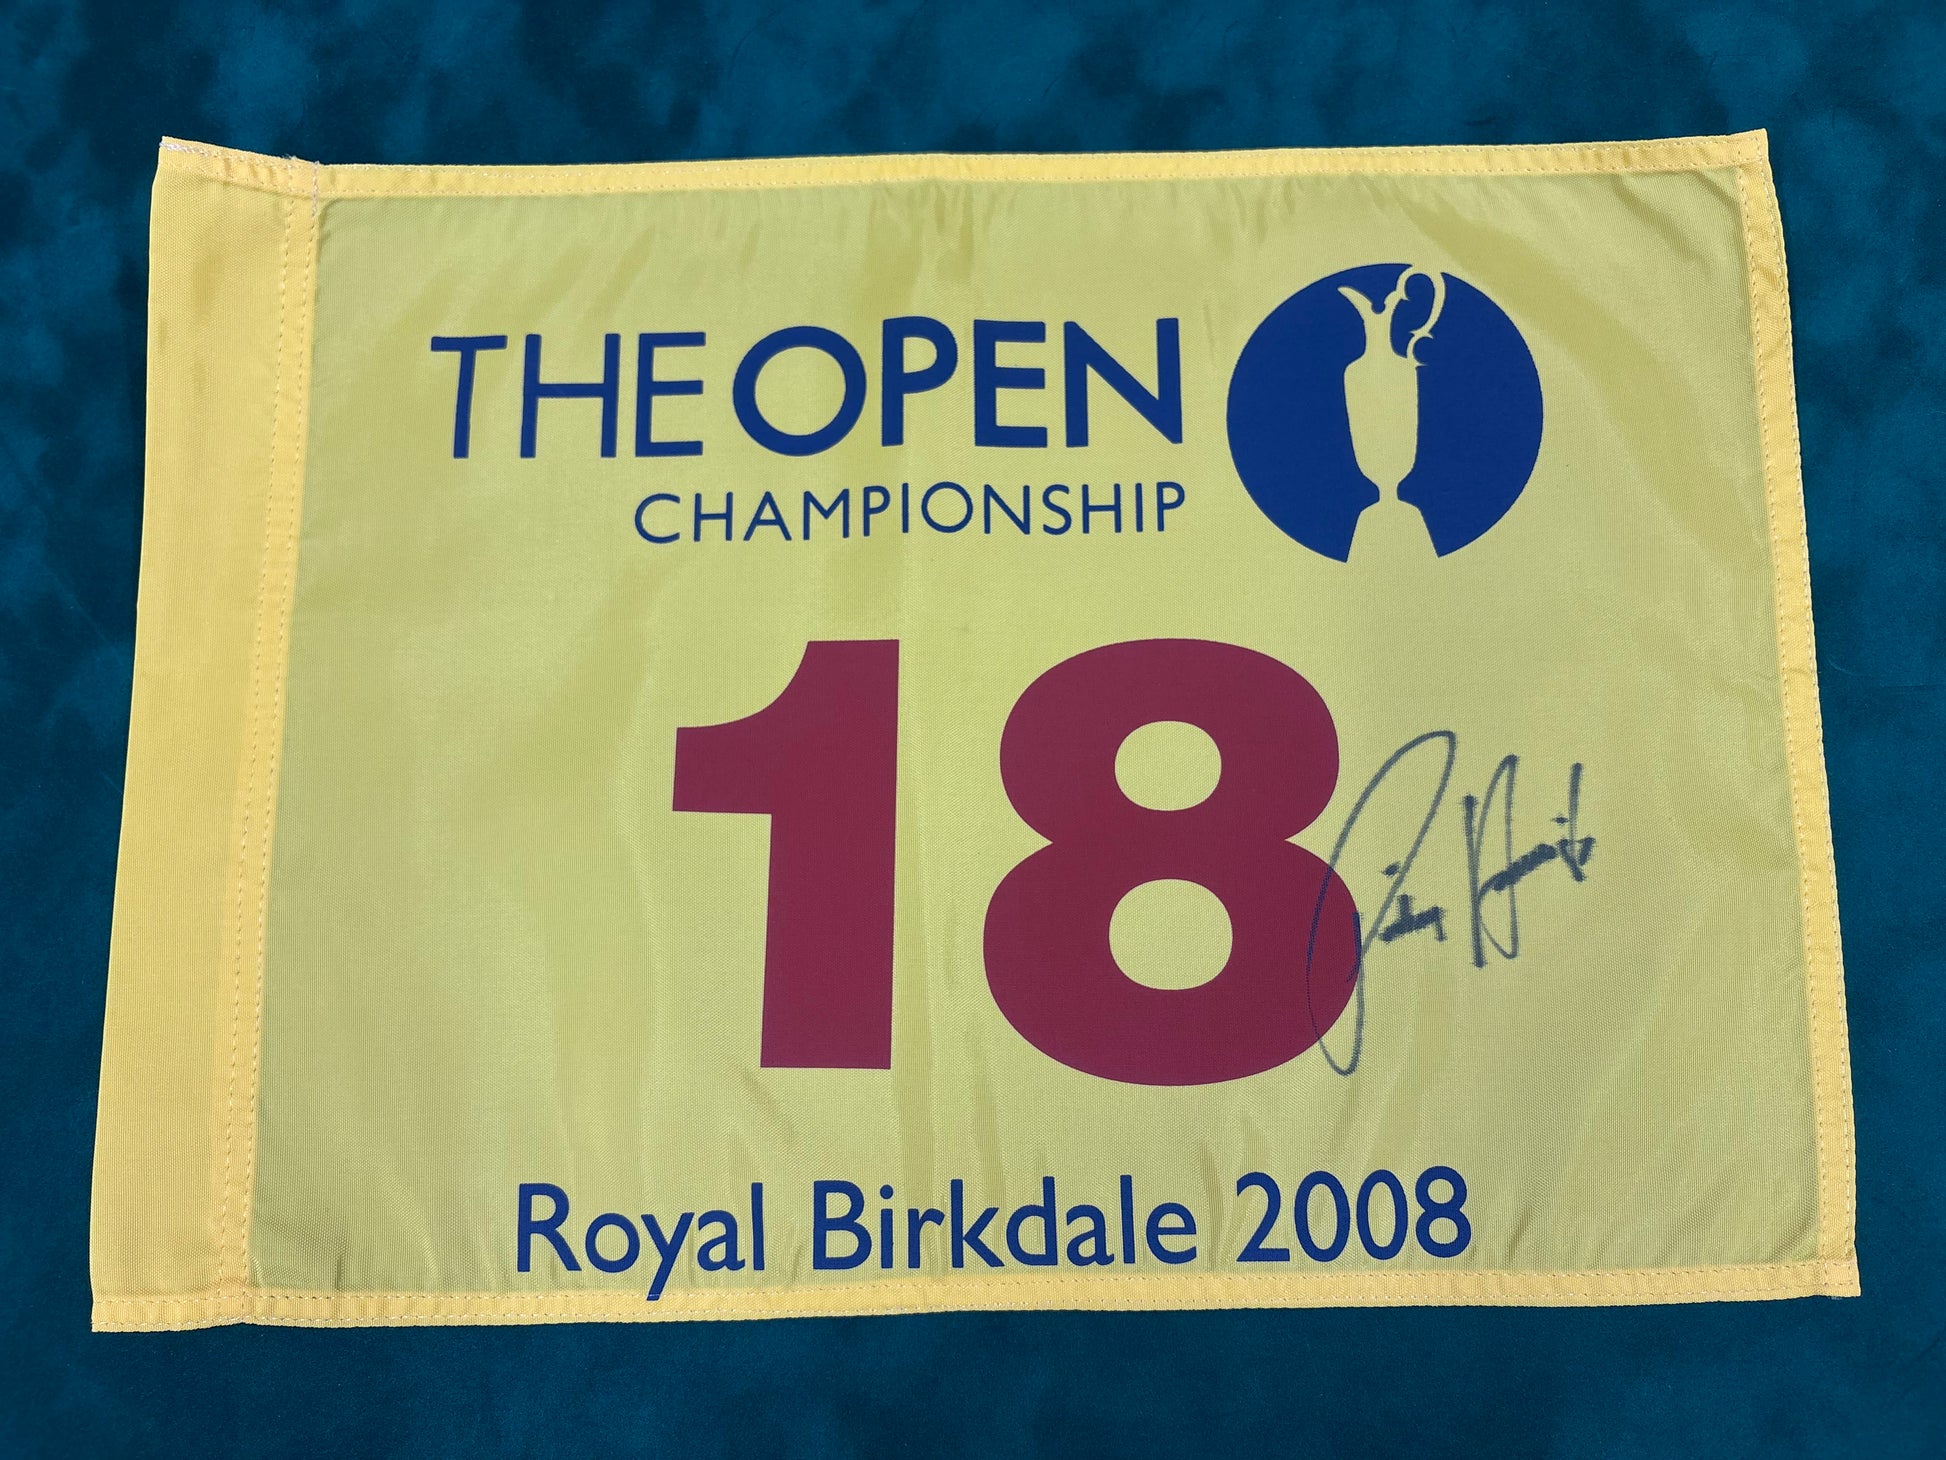 THE OPEN
CHAMPIONSHIP
18
Royal Birkdale 2008